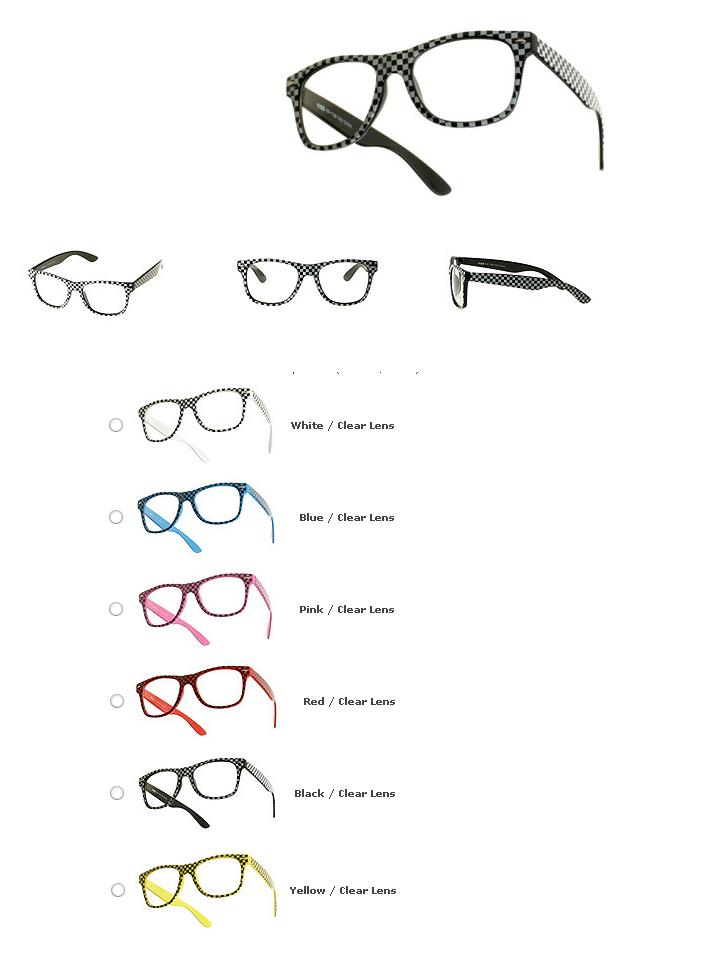 White / Clear Lens
Blue / Clear Lens
Pink / Clear Lens
Red / Clear Lens
Black / Clear Lens
Yellow / Clear Lens